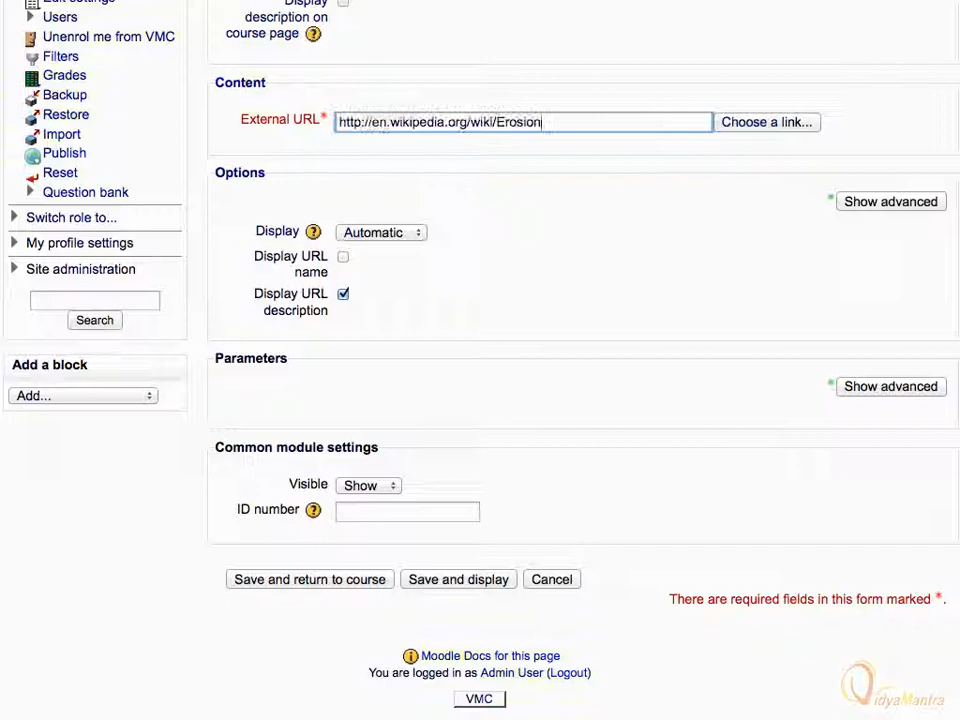 Users
Unenrol me from VMC
Filters
Grades
Backup
Restore
Import
Publish
Reset
Question bank
Switch role to...
My profile settings
Site administration
Search
Add a block
Add...
Display
description on
course page
Content
External URL*
http://en.wikipedia.org/wiki/Erosion
Choose a link...
Options
* Show advanced
Display
Automatic
Display URL
name
Display URL
description
Parameters
* Show advanced
Common module settings
Visible
Show
ID number
Save and return to course
Save and display
Cancel
There are required fields in this form marked *.
Moodle Docs for this page
You are logged in as Admin User (Logout)
VMC
VidyaMantra